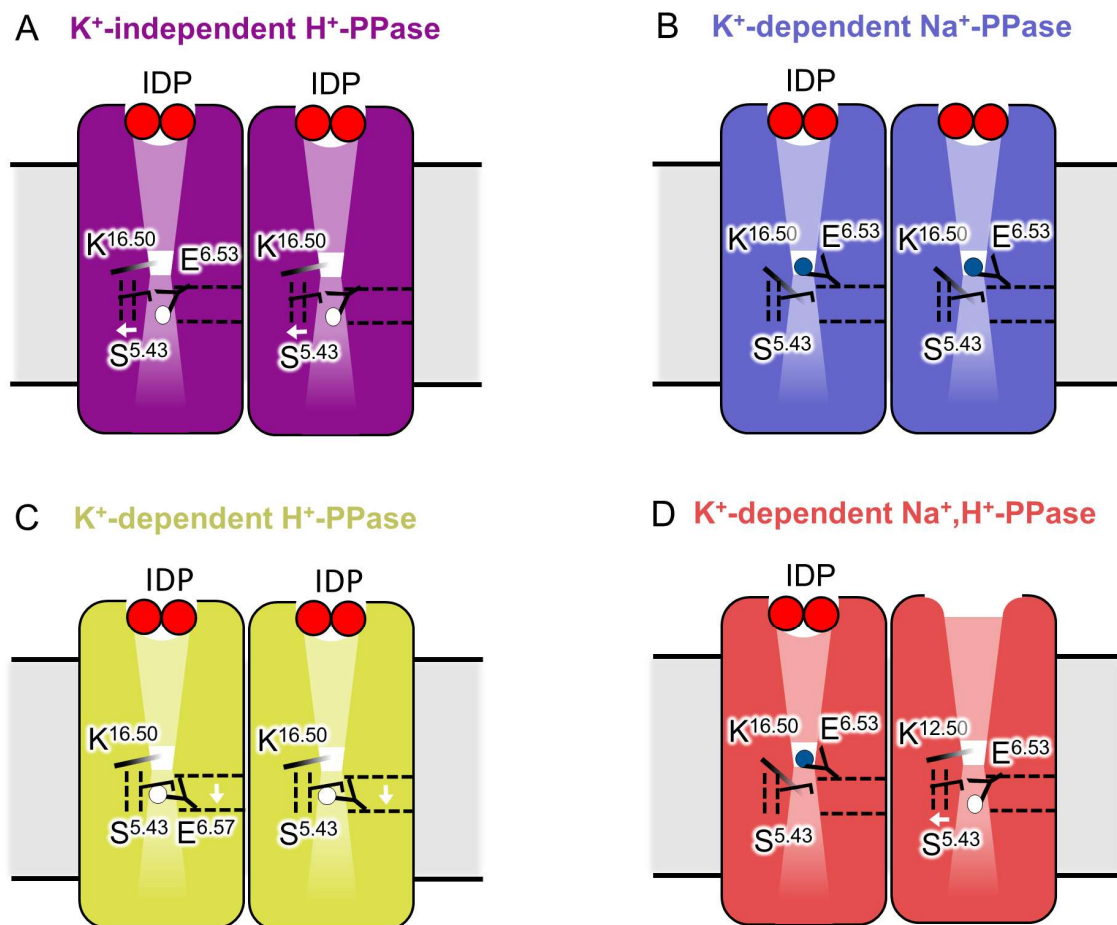 A K⁺-independent H⁺-PPase
IDP IDP
K¹⁶·⁵⁰ E⁶·⁵³ K¹⁶·⁵⁰
S⁵·⁴³ S⁵·⁴³
B K⁺-dependent Na⁺-PPase
IDP
K¹⁶·⁵⁰ E⁶·⁵³ K¹⁶·⁵⁰ E⁶·⁵³
S⁵·⁴³ S⁵·⁴³
C K⁺-dependent H⁺-PPase
IDP IDP
K¹⁶·⁵⁰ K¹⁶·⁵⁰
S⁵·⁴³ E⁶·⁵⁷ S⁵·⁴³
D K⁺-dependent Na⁺,H⁺-PPase
IDP
K¹⁶·⁵⁰ E⁶·⁵³ K¹²·⁵⁰ E⁶·⁵³
S⁵·⁴³ S⁵·⁴³